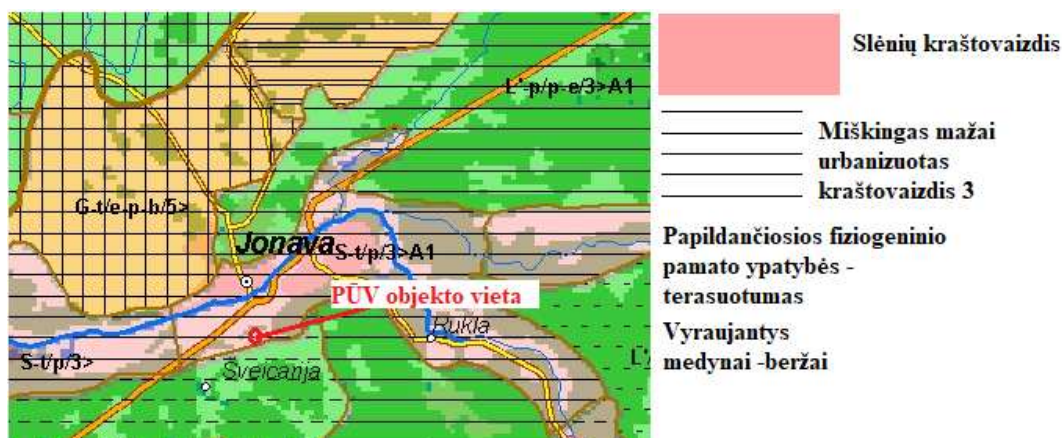 L'-p/p-e/3>A1
G-t/e-p-b/5>
Jonava
S-t/p/3>A1
PŪV objekto vieta
Rukla
S-t/p/3>
Šveicarija
L'/
Slėnių kraštovaizdis
Miškingas mažai
urbanizuotas
kraštovaizdis 3
Papildančiosios fiziogeninio
pamato ypatybės -
terasuotumas
Vyraujantys
medynai -beržai